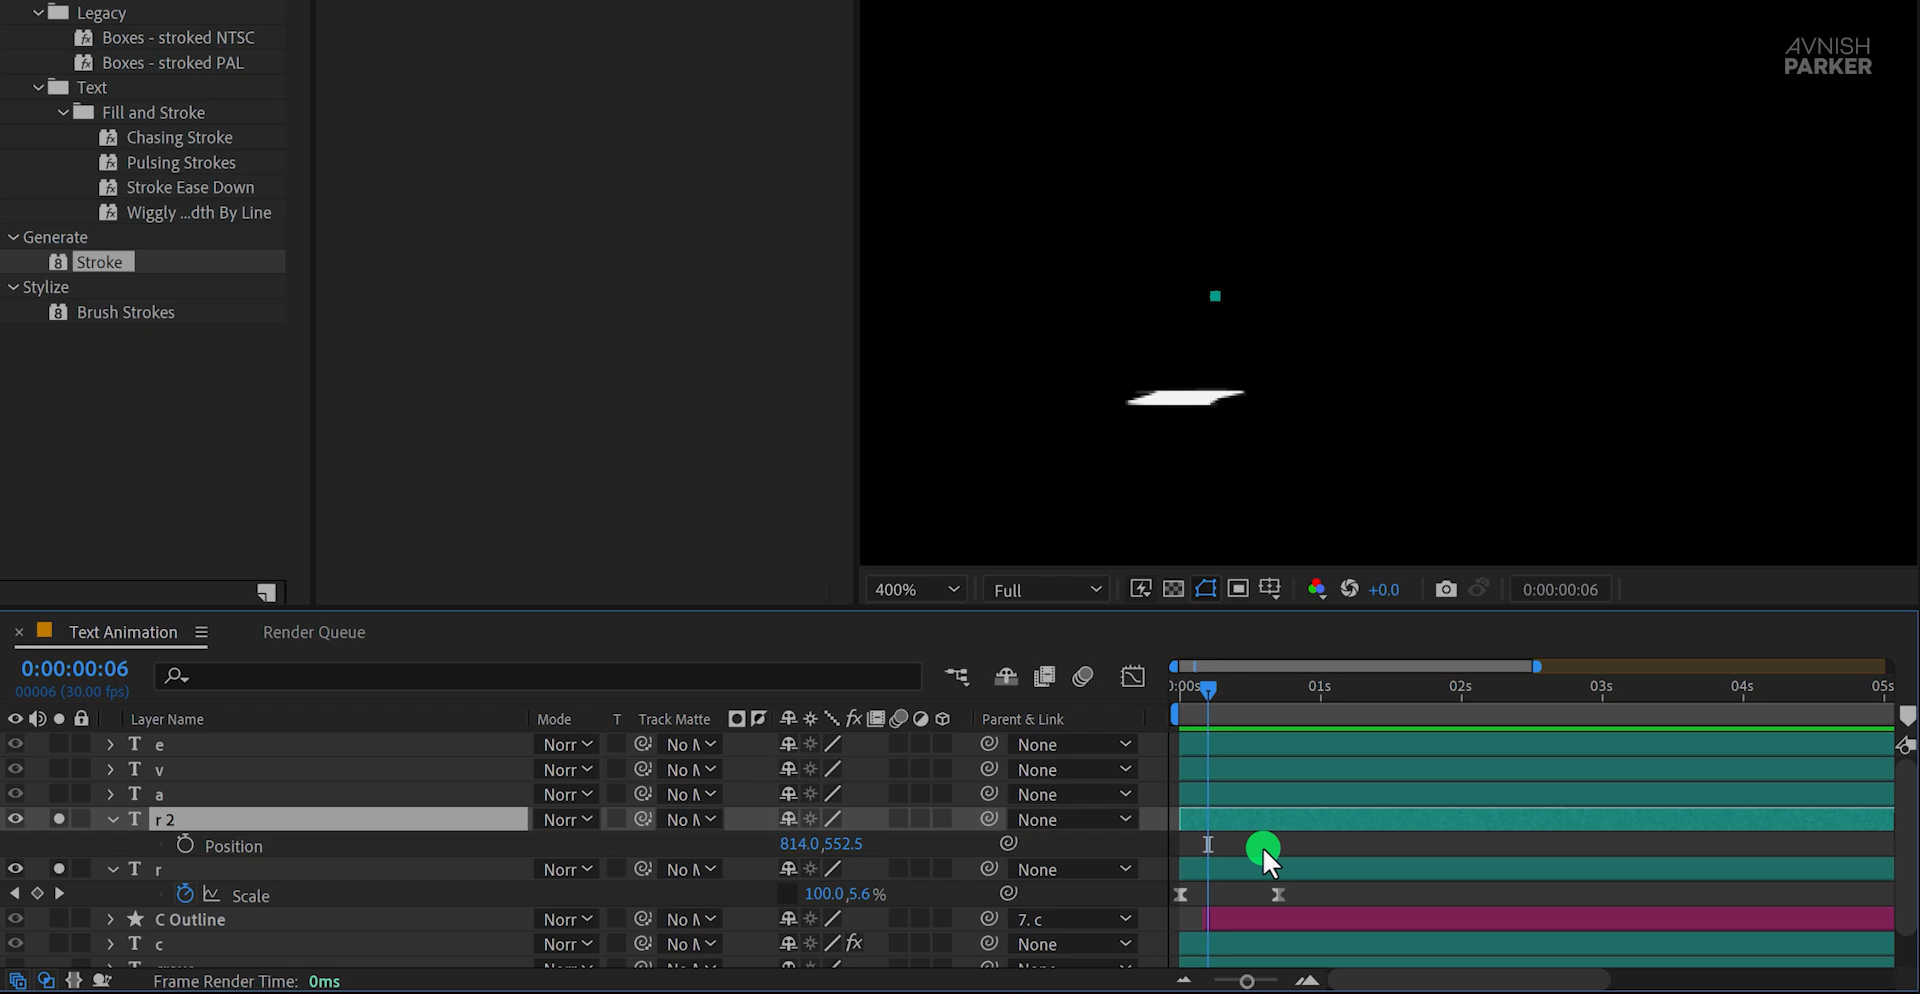 Legacy
Boxes - stroked NTSC
Boxes - stroked PAL
Text
Fill and Stroke
Chasing Stroke
Pulsing Strokes
Stroke Ease Down
Wiggly ...dth By Line
Generate
Stroke
Stylize
Brush Strokes
AVNISH
PARKER
400%
Full
+0.0
0:00:00:06
Text Animation
Render Queue
0:00:00:06
00006 (30.00 fps)
01s
02s
03s
04s
05s
Layer Name
Mode
T
Track Matte
fx
Parent & Link
T e
Norr
No
None
T v
Norr
No
None
T a
Norr
No
None
T r 2
Norr
No
None
Position
814.0,552.5
T r
Norr
No
None
Scale
100.0,5.6%
C Outline
Norr
No
7. c
T c
Norr
No
fx
None
Frame Render Time: 0ms